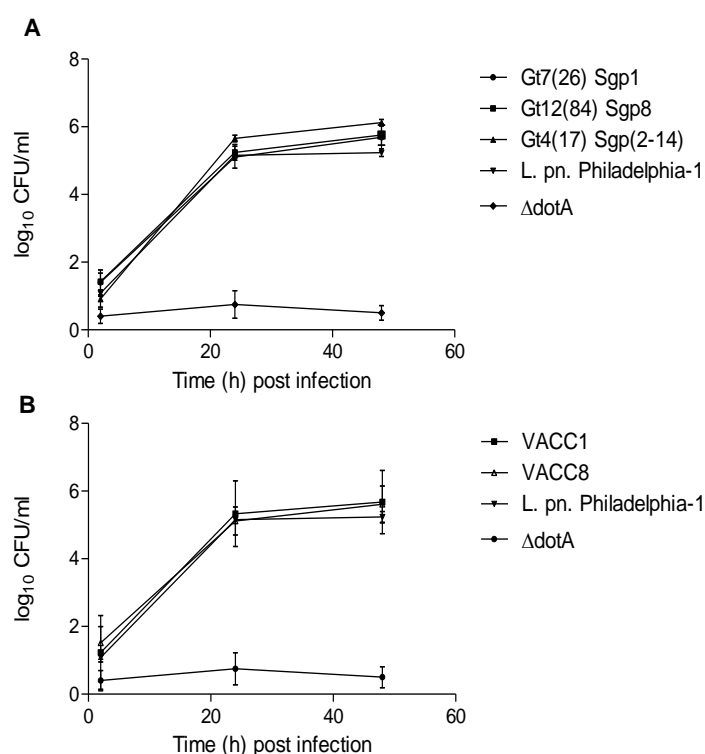 A
8
6
4
2
0
log10 CFU/ml
0 20 40 60
Time (h) post infection
Gt7(26) Sgp1
Gt12(84) Sgp8
Gt4(17) Sgp(2-14)
L. pn. Philadelphia-1
ΔdotA
B
8
6
4
2
0
log10 CFU/ml
0 20 40 60
Time (h) post infection
VACC1
VACC8
L. pn. Philadelphia-1
ΔdotA